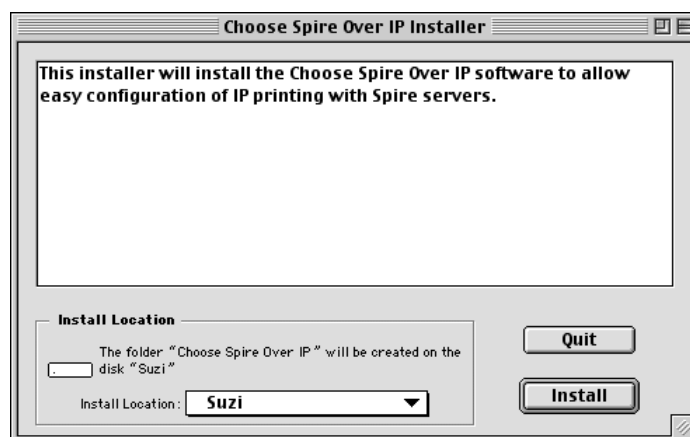 Choose Spire Over IP Installer
This installer will install the Choose Spire Over IP software to allow
easy configuration of IP printing with Spire servers.
Install Location
The folder “Choose Spire Over IP” will be created on the
disk “Suzi”
Install Location: Suzi
Quit
Install